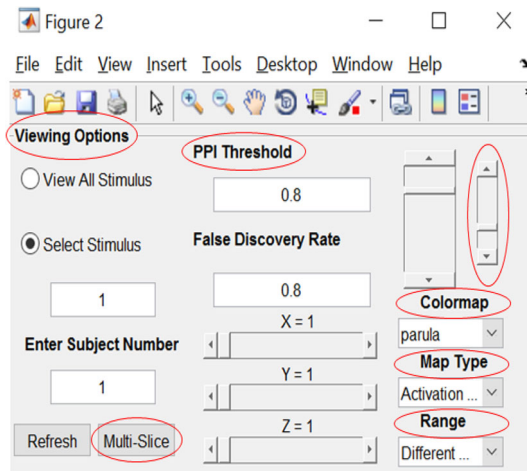 Figure 2
File Edit View Insert Tools Desktop Window Help
Viewing Options
View All Stimulus
Select Stimulus
1
Enter Subject Number
1
Refresh Multi-Slice
PPI Threshold
0.8
False Discovery Rate
0.8
X = 1
Y = 1
Z = 1
Colormap
parula
Map Type
Activation ...
Range
Different ...